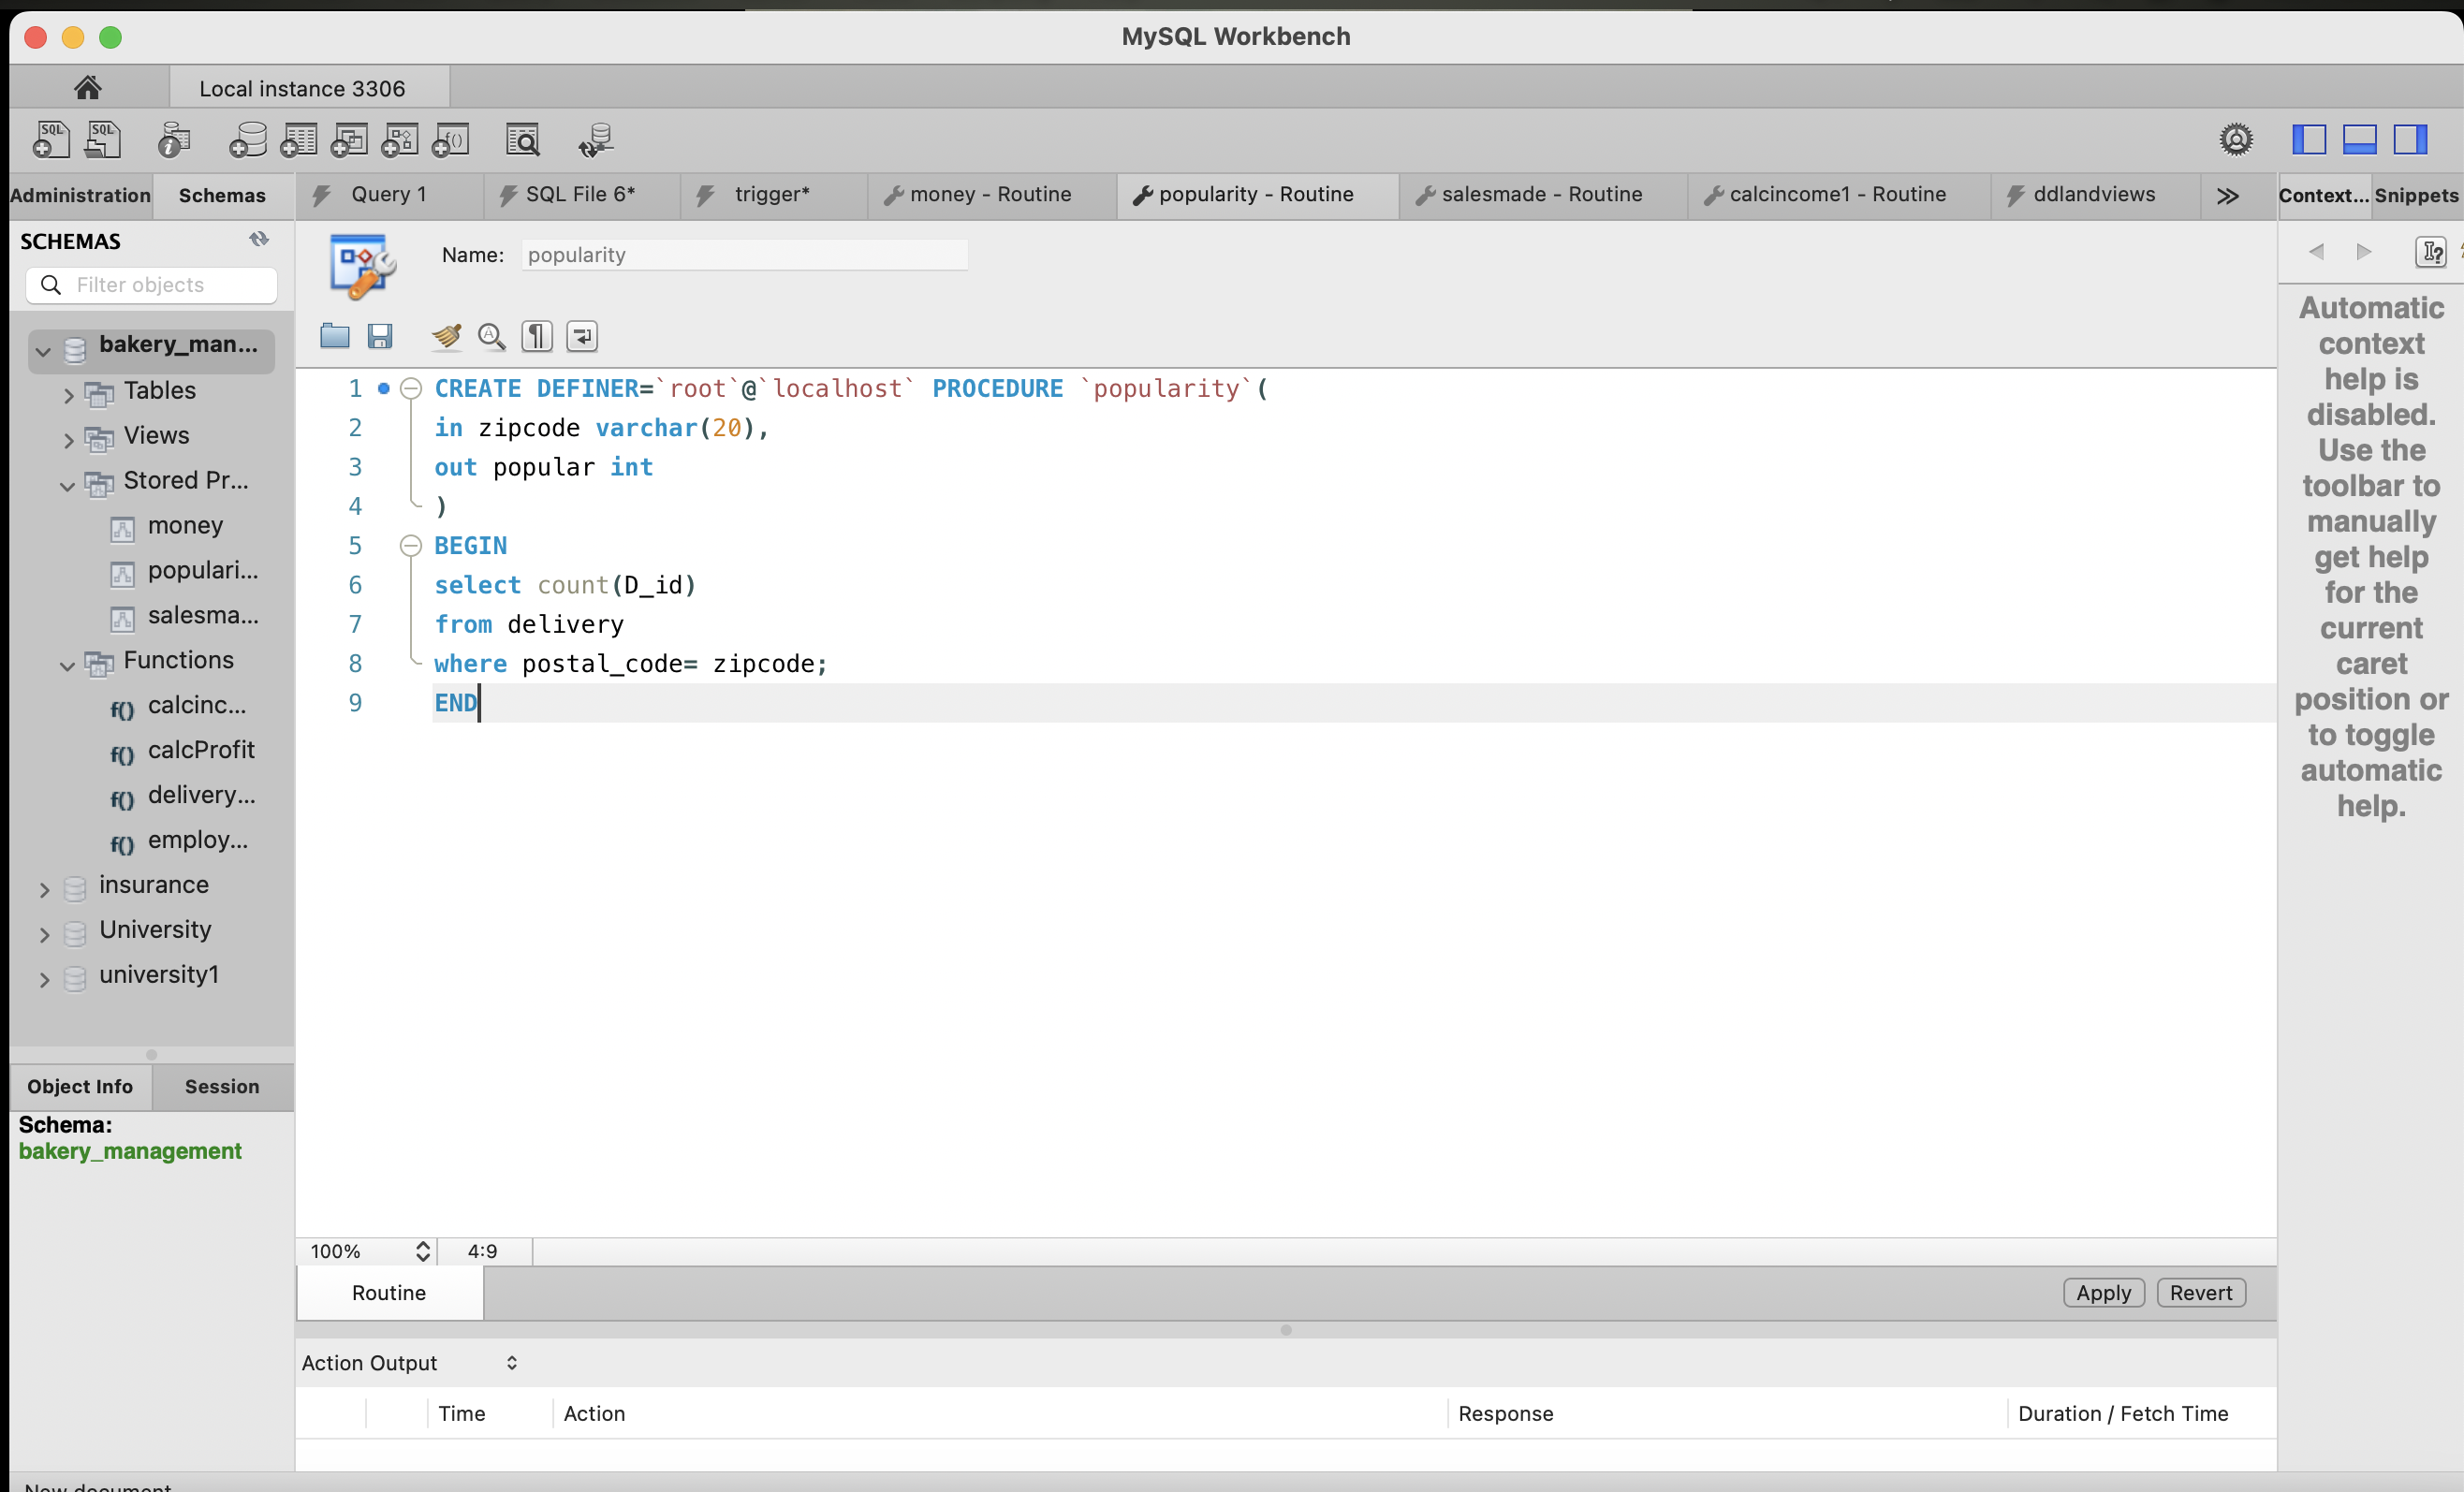 MySQL Workbench
Local instance 3306
Administration Schemas Query 1 SQL File 6* trigger* money - Routine popularity - Routine salesmade - Routine calcincome1 - Routine ddlandviews Context... Snippets
SCHEMAS
Filter objects
Name: popularity
bakery_man...
Tables
Views
Stored Pr...
money
populari...
salesma...
Functions
calcinc...
calcProfit
delivery...
employ...
insurance
University
university1
1 CREATE DEFINER=`root`@`localhost` PROCEDURE `popularity`(
2 in zipcode varchar(20),
3 out popular int
4 )
5 BEGIN
6 select count(D_id)
7 from delivery
8 where postal_code= zipcode;
9 END
Automatic
context
help is
disabled.
Use the
toolbar to
manually
get help
for the
current
caret
position or
to toggle
automatic
help.
Object Info Session
Schema:
bakery_management
100% 4:9
Routine Apply Revert
Action Output
Time Action Response Duration / Fetch Time
New document